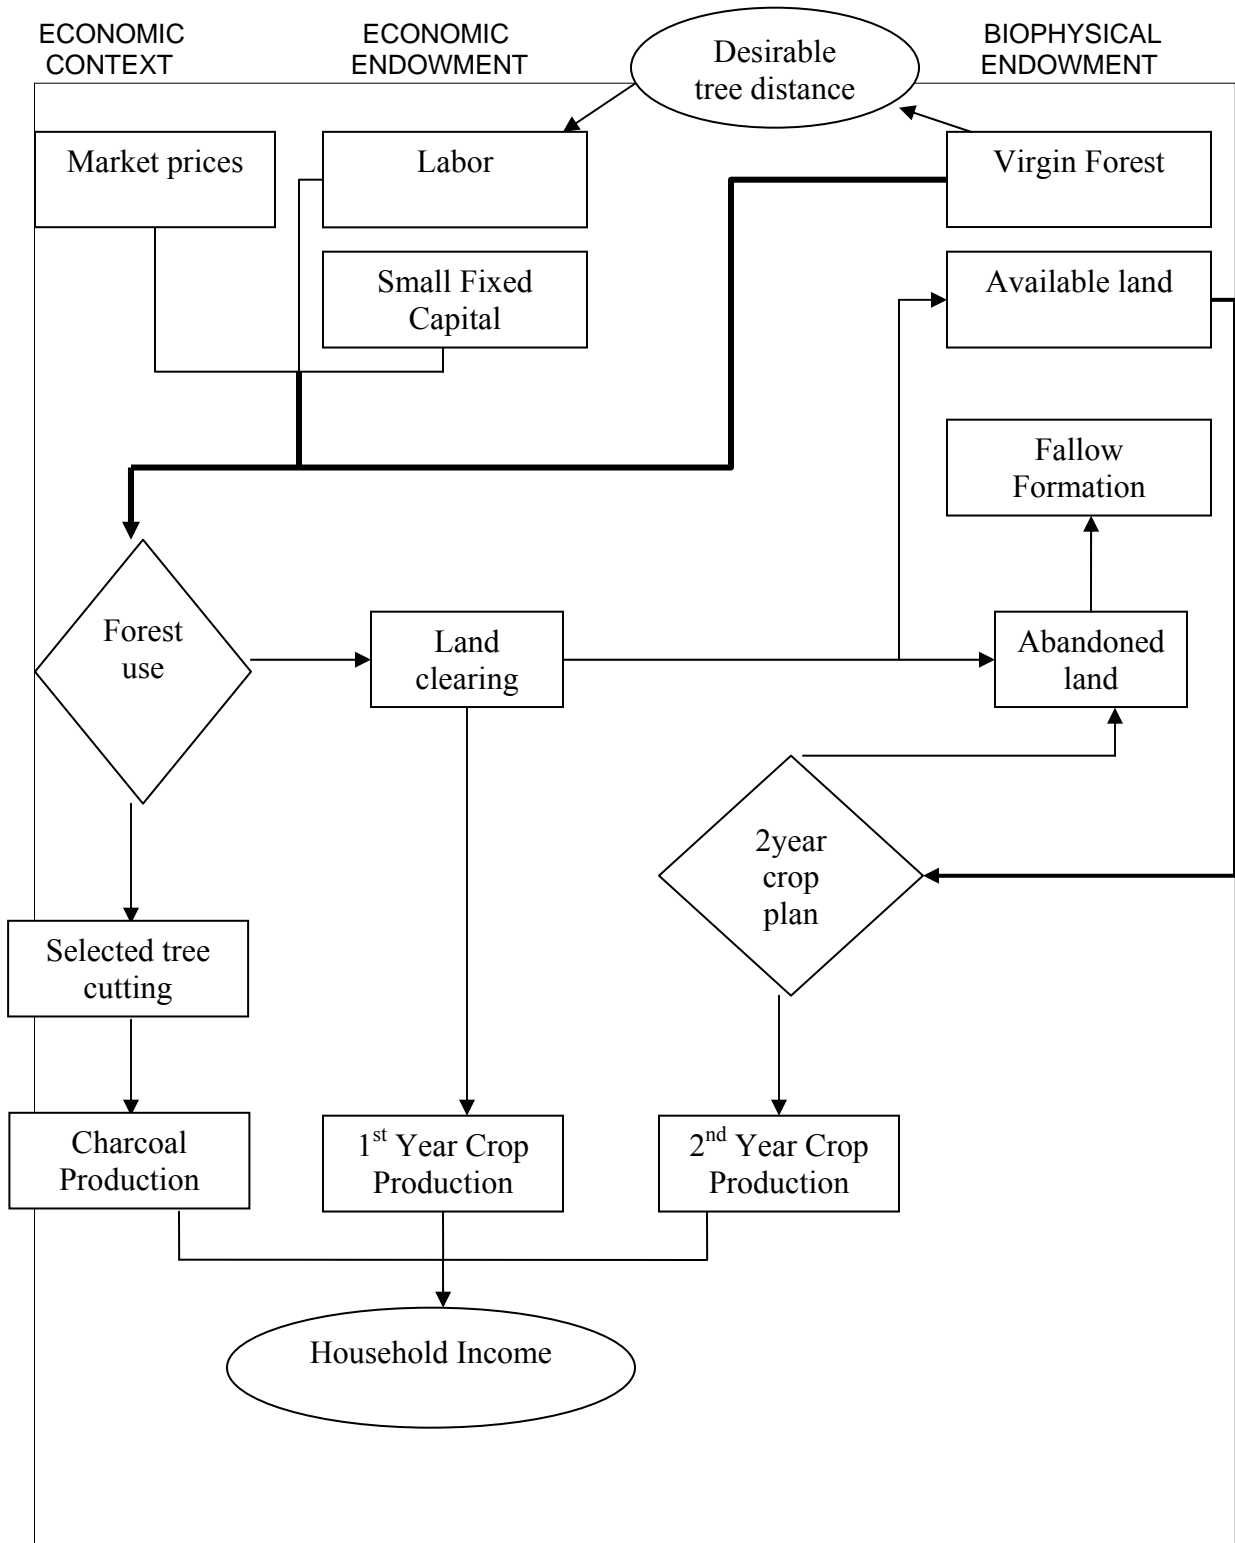 ECONOMIC
CONTEXT
ECONOMIC
ENDOWMENT
Desirable
tree distance
BIOPHYSICAL
ENDOWMENT
Market prices
Labor
Virgin Forest
Small Fixed
Capital
Available land
Fallow
Formation
Forest
use
Land
clearing
Abandoned
land
2year
crop
plan
Selected tree
cutting
Charcoal
Production
1st Year Crop
Production
2nd Year Crop
Production
Household Income